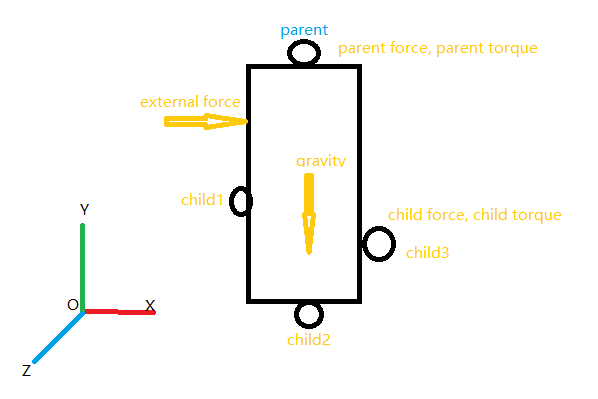 parent
parent force, parent torque
external force
gravity
child1
child force, child torque
child3
child2
Y
O
X
Z